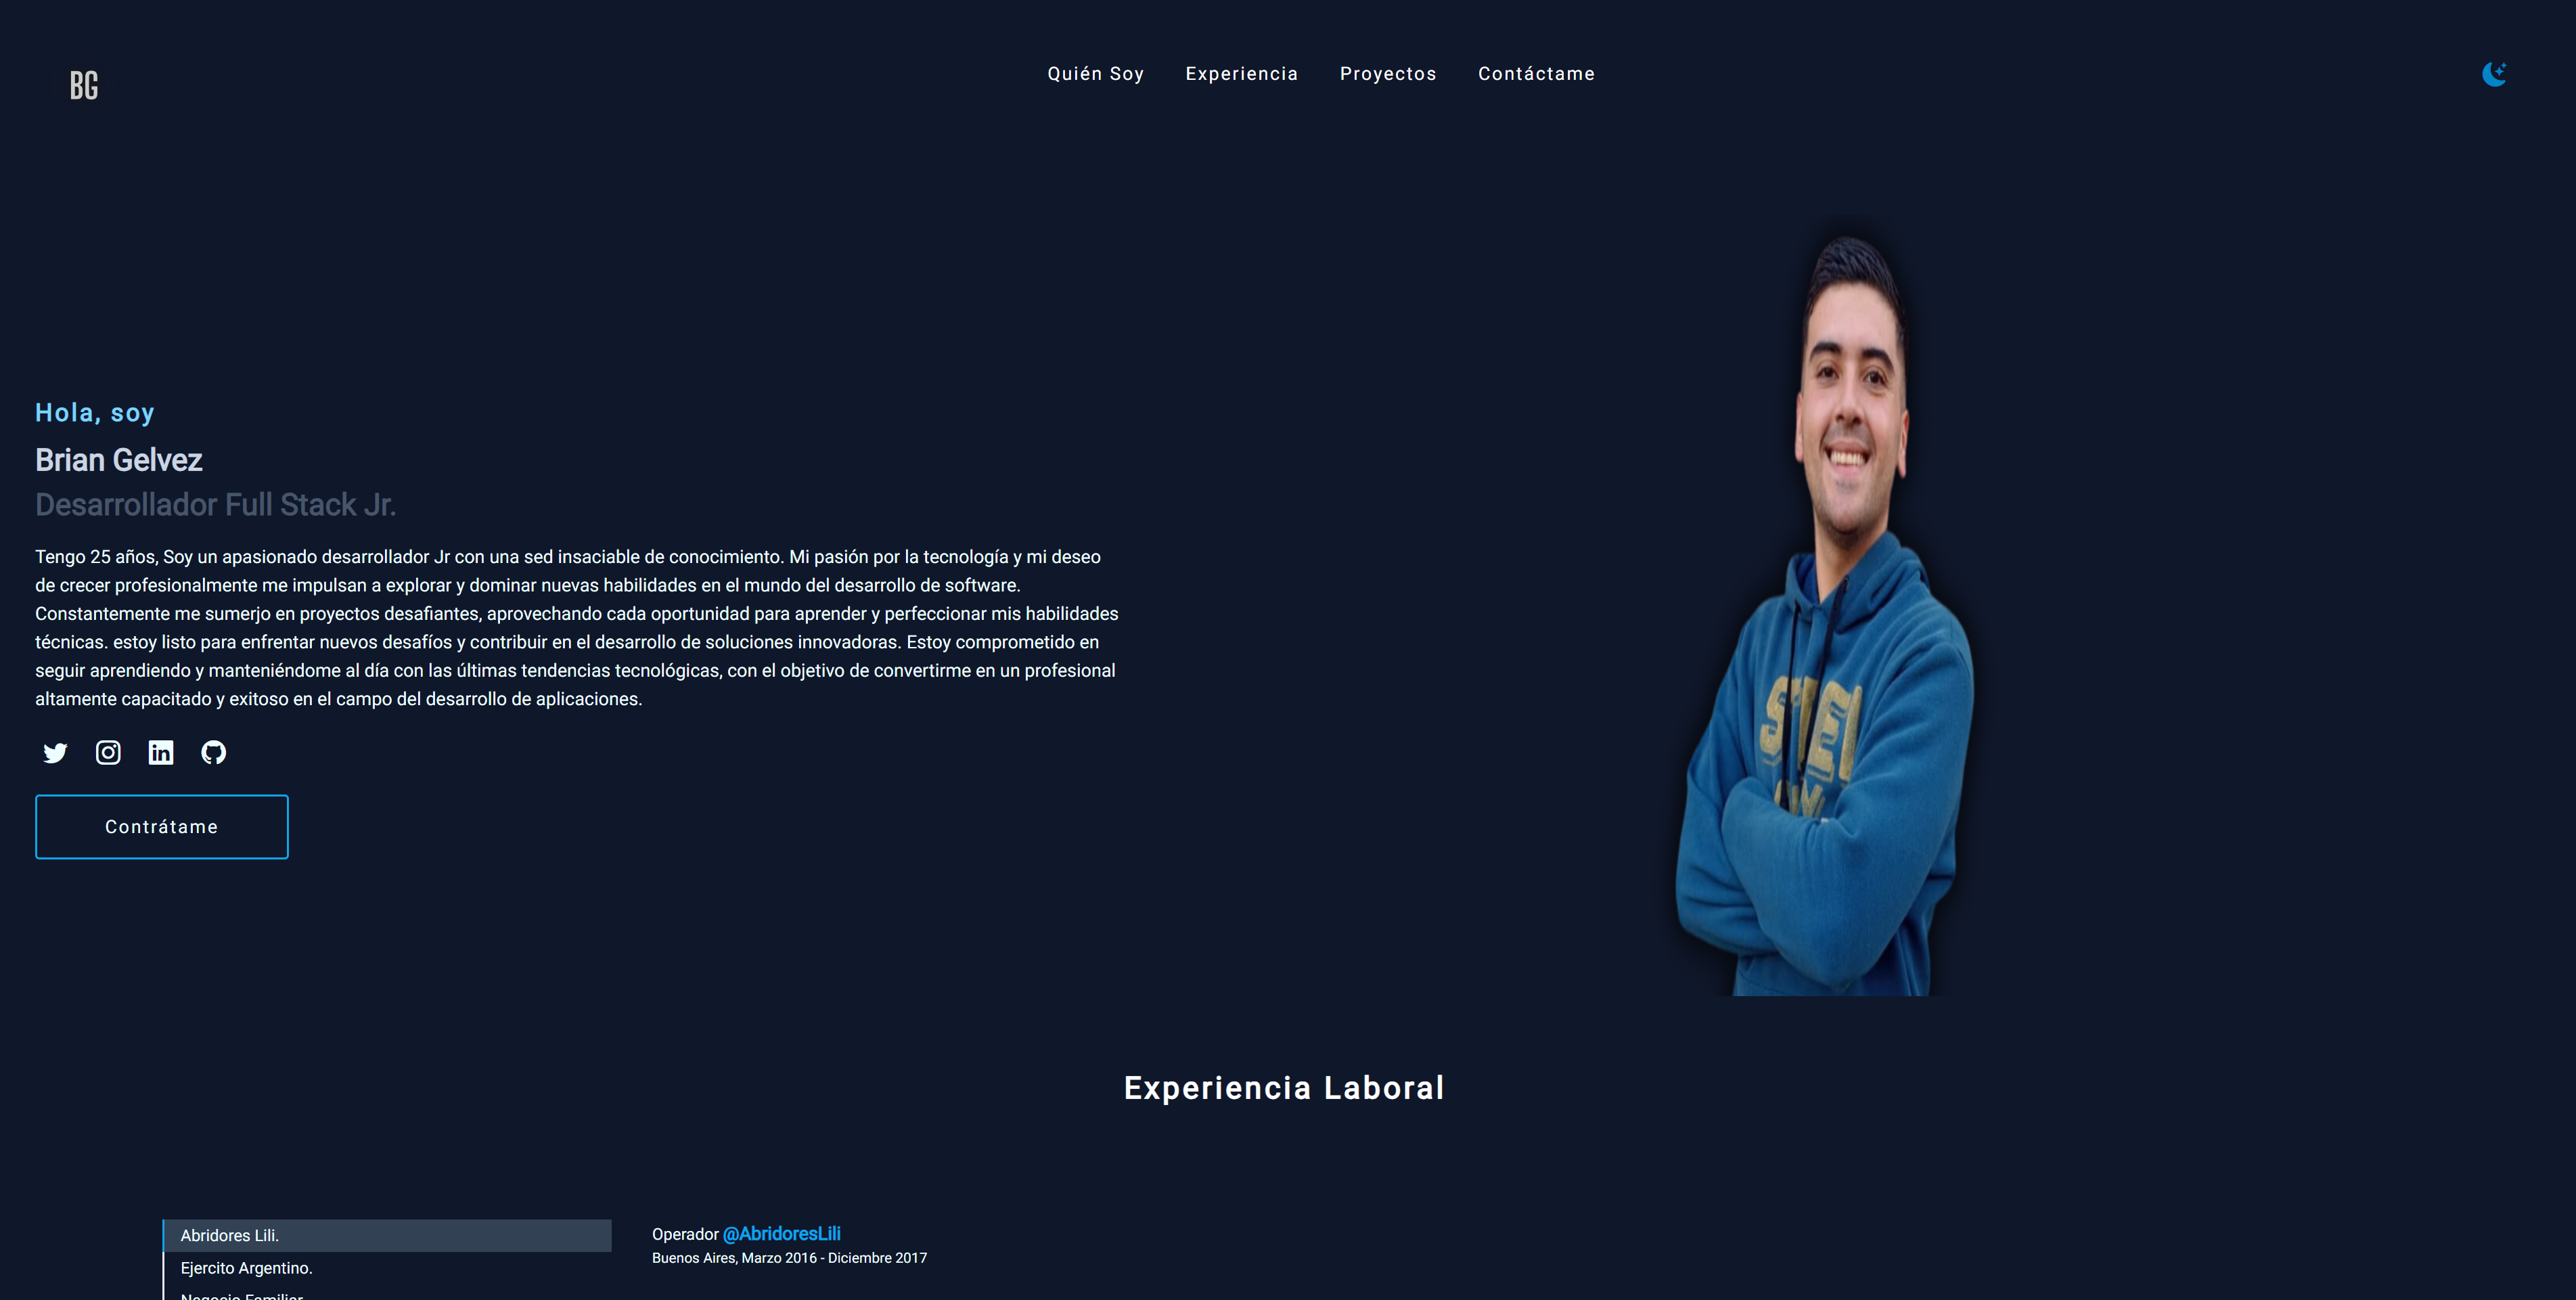 BG
Quién Soy Experiencia Proyectos Contáctame
Hola, soy
Brian Gelvez
Desarrollador Full Stack Jr.
Tengo 25 años, Soy un apasionado desarrollador Jr con una sed insaciable de conocimiento. Mi pasión por la tecnología y mi deseo
de crecer profesionalmente me impulsan a explorar y dominar nuevas habilidades en el mundo del desarrollo de software.
Constantemente me sumerjo en proyectos desafiantes, aprovechando cada oportunidad para aprender y perfeccionar mis habilidades
técnicas. estoy listo para enfrentar nuevos desafíos y contribuir en el desarrollo de soluciones innovadoras. Estoy comprometido en
seguir aprendiendo y manteniéndome al día con las últimas tendencias tecnológicas, con el objetivo de convertirme en un profesional
altamente capacitado y exitoso en el campo del desarrollo de aplicaciones.
in
Contrátame
Experiencia Laboral
Abridores Lili.
Ejercito Argentino.
Negocio Familiar
Operador @AbridoresLili
Buenos Aires, Marzo 2016 - Diciembre 2017